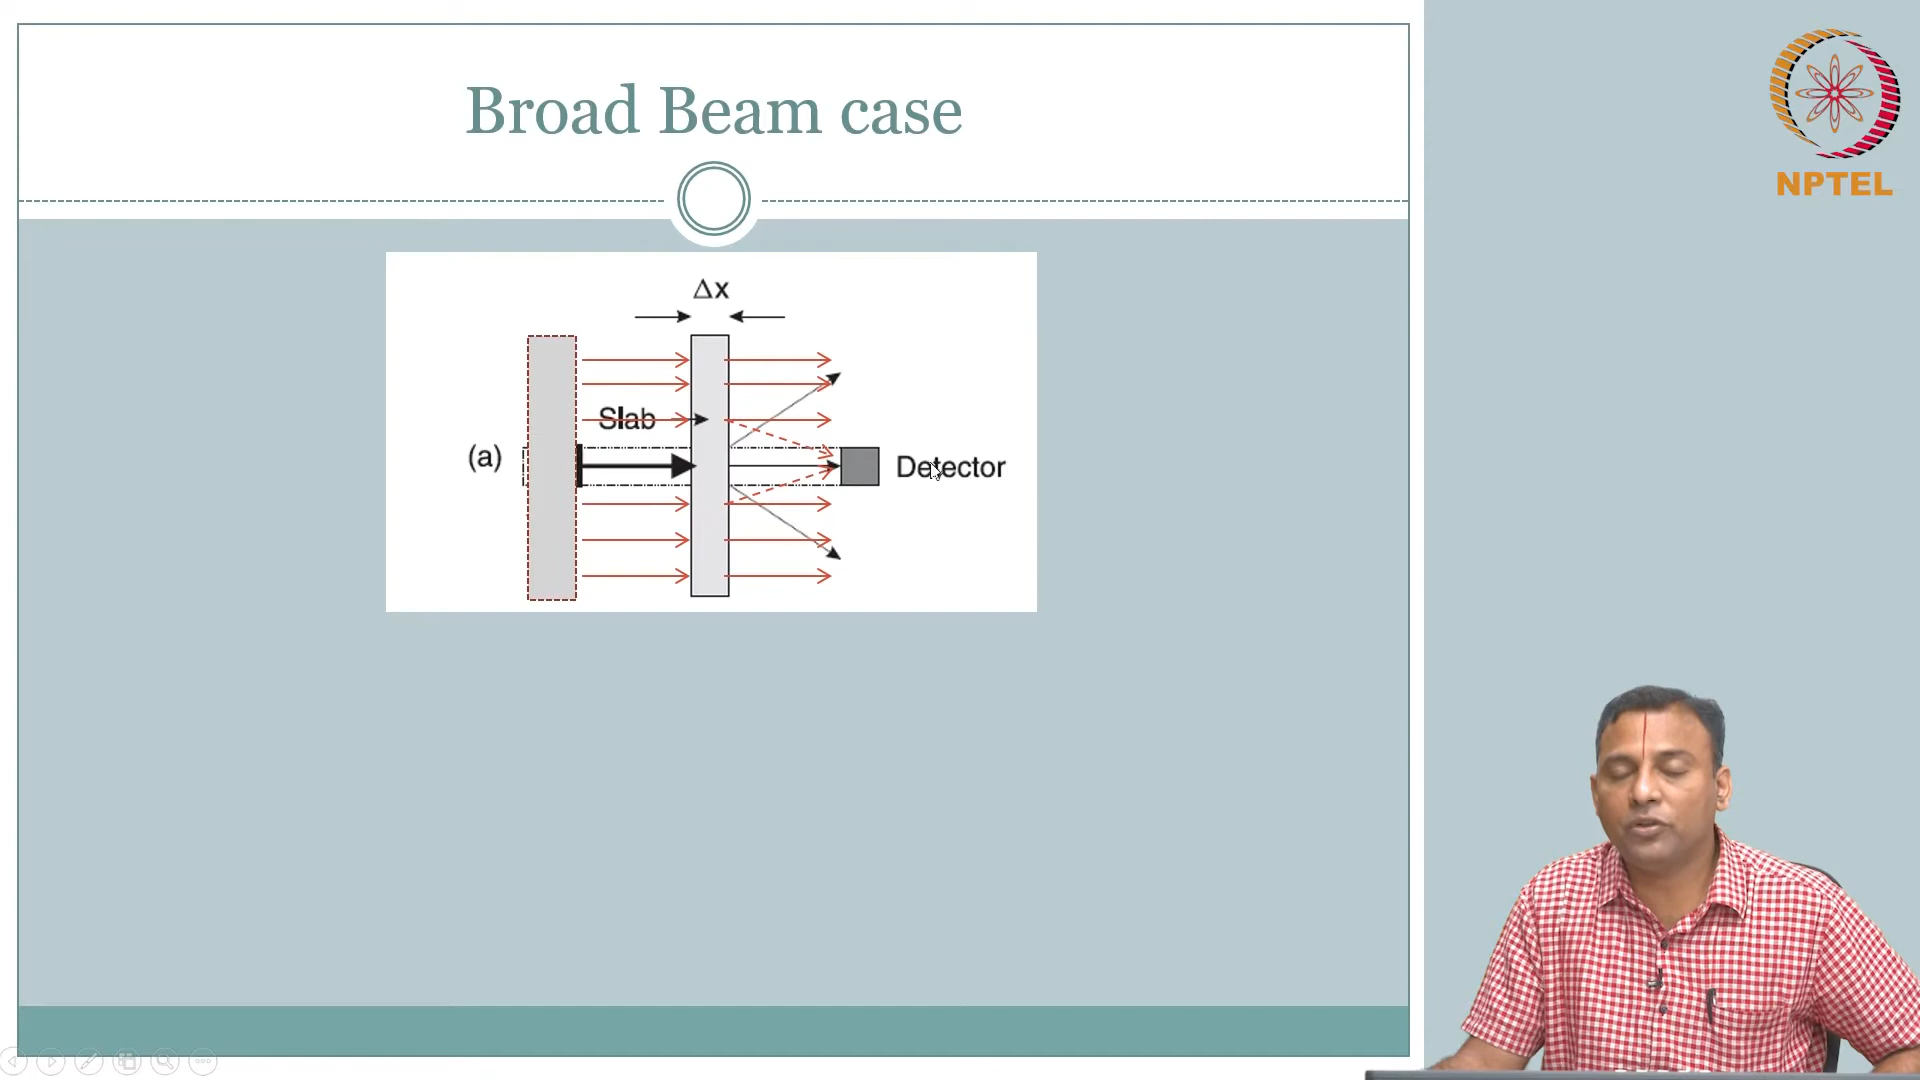 Broad Beam case
NPTEL
Δx
Slab
(a)
Detector